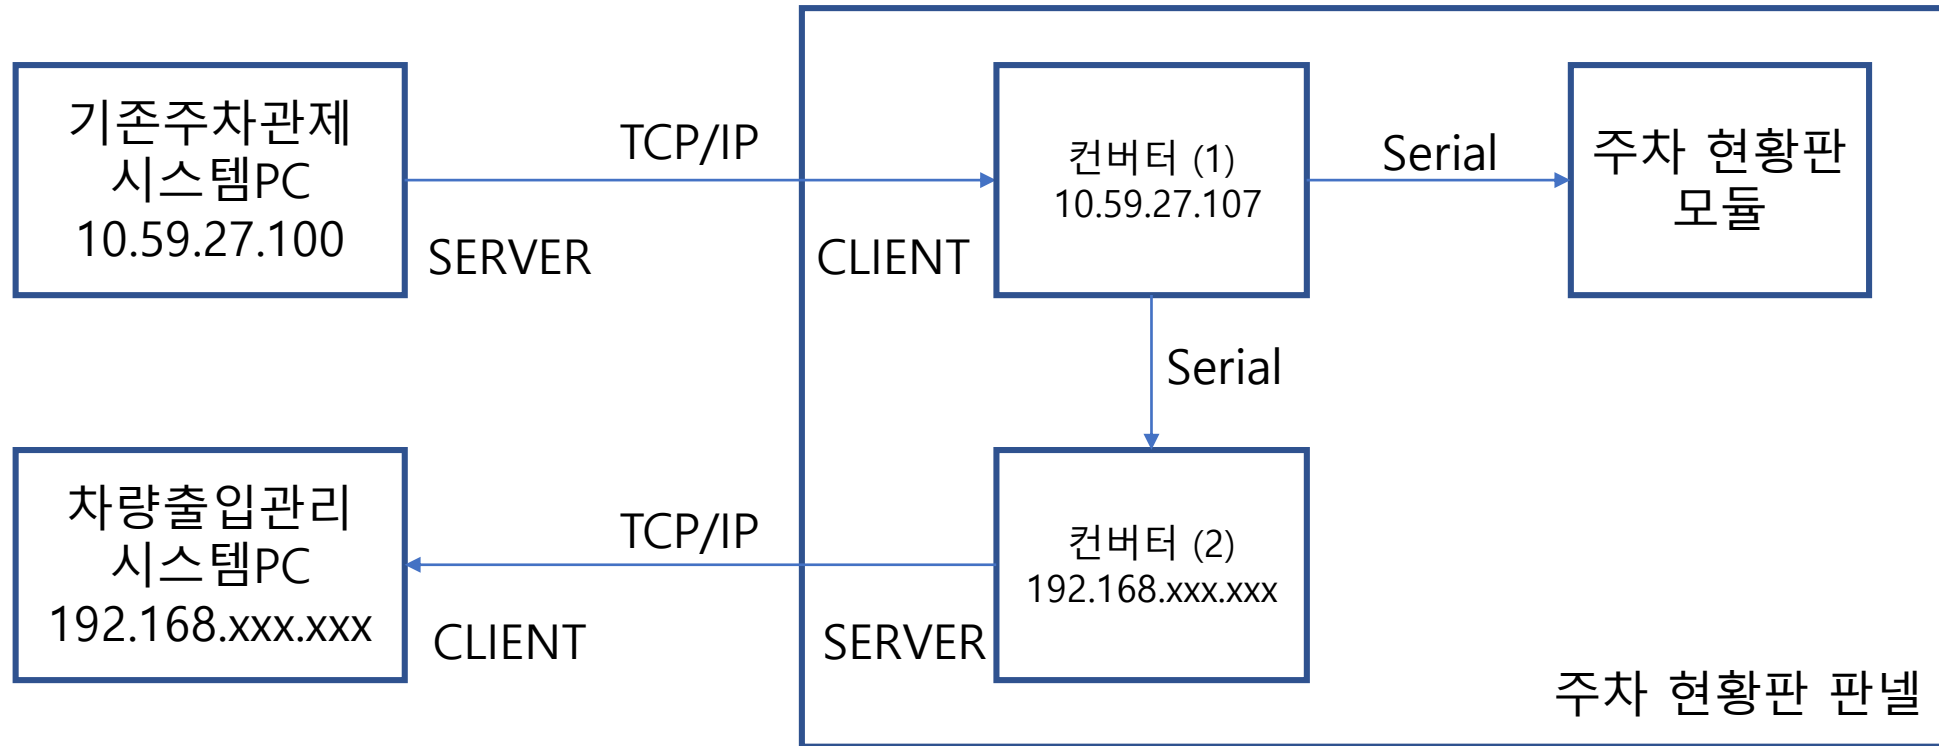 기존주차관제
시스템PC
10.59.27.100
TCP/IP
SERVER
CLIENT
컨버터 (1)
10.59.27.107
Serial
주차 현황판
모듈
Serial
차량출입관리
시스템PC
192.168.xxx.xxx
TCP/IP
CLIENT
SERVER
컨버터 (2)
192.168.xxx.xxx
주차 현황판 판넬